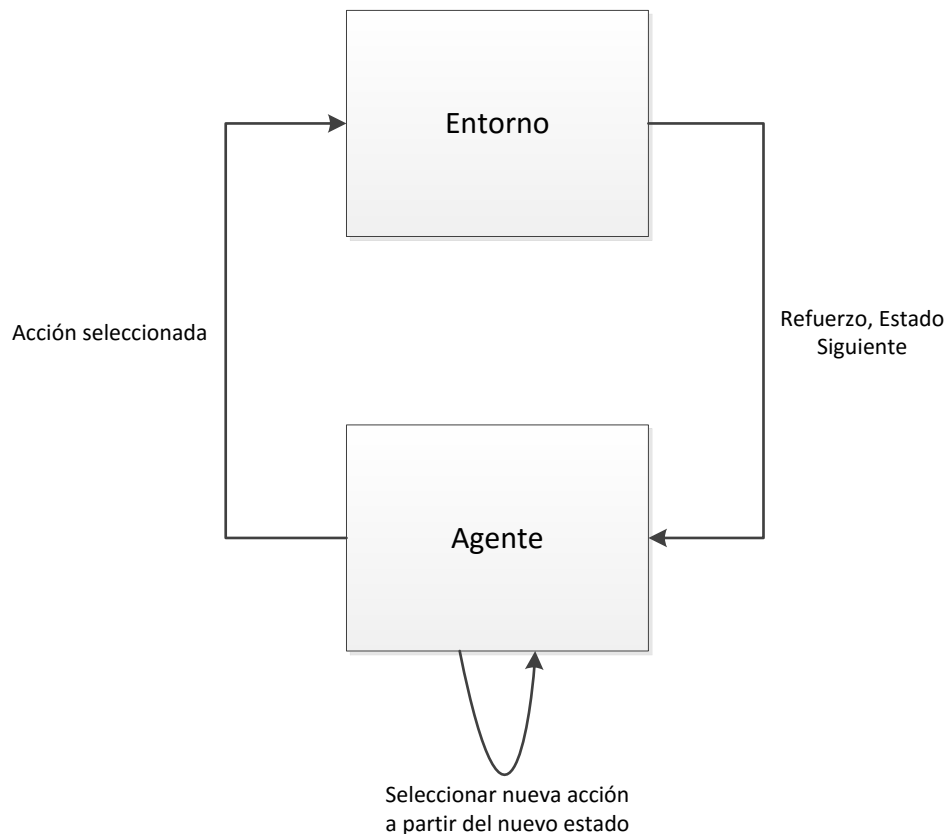 Entorno
Acción seleccionada
Refuerzo, Estado
Siguiente
Agente
Seleccionar nueva acción
a partir del nuevo estado